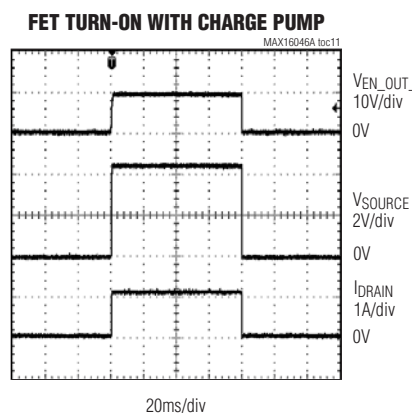 FET TURN-ON WITH CHARGE PUMP
MAX16046A toc11
T
VEN_OUT_
10V/div
0V
VSOURCE
2V/div
0V
IDRAIN
1A/div
0V
20ms/div